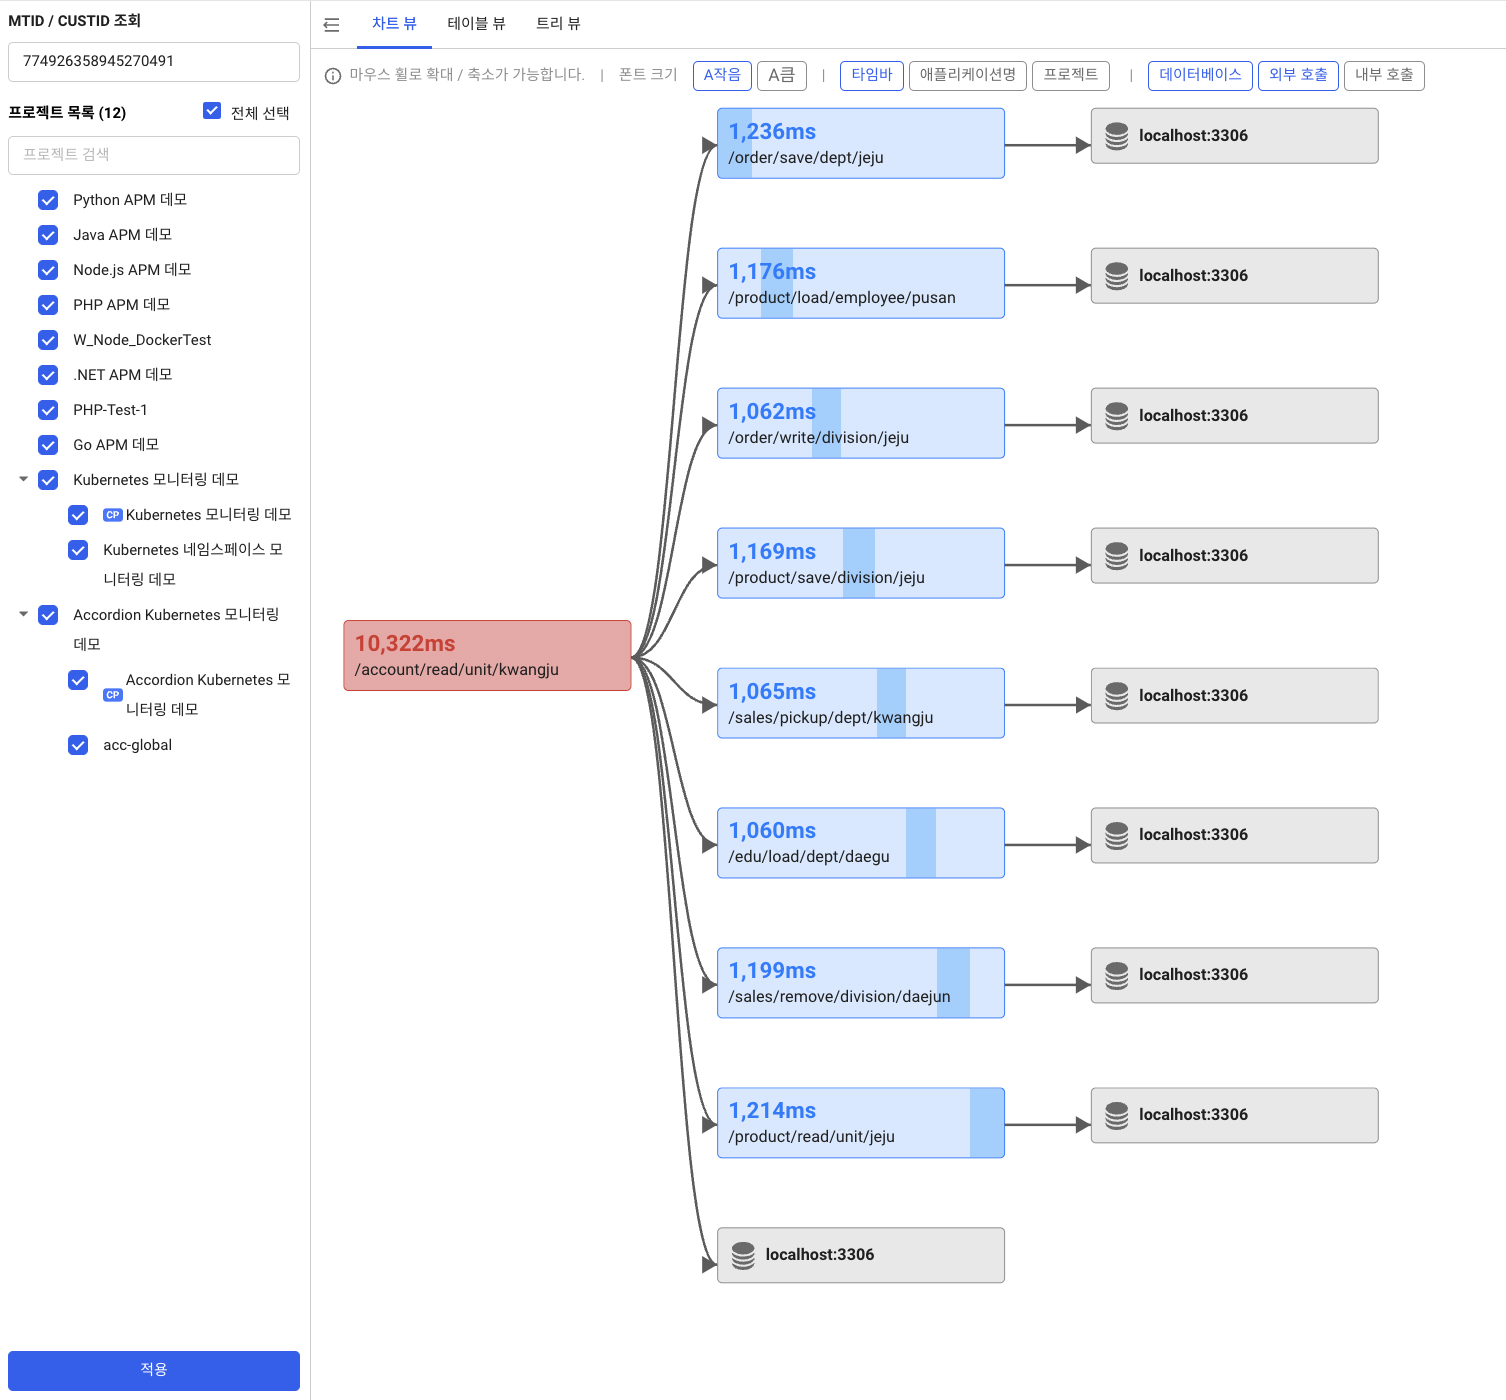 MTID / CUSTID 조회
774926358945270491
프로젝트 목록 (12)
전체 선택
프로젝트 검색
Python APM 데모
Java APM 데모
Node.js APM 데모
PHP APM 데모
W_Node_DockerTest
.NET APM 데모
PHP-Test-1
Go APM 데모
Kubernetes 모니터링 데모
CP Kubernetes 모니터링 데모
Kubernetes 네임스페이스 모
니터링 데모
Accordion Kubernetes 모니터링
데모
CP Accordion Kubernetes 모
니터링 데모
acc-global
적용
차트 뷰 테이블 뷰 트리 뷰
마우스 휠로 확대 / 축소가 가능합니다. | 폰트 크기 A작음 A큼 | 타임바 애플리케이션명 프로젝트 | 데이터베이스 외부 호출 내부 호출
10,322ms
/account/read/unit/kwangju
1,236ms
/order/save/dept/jeju
localhost:3306
1,176ms
/product/load/employee/pusan
localhost:3306
1,062ms
/order/write/division/jeju
localhost:3306
1,169ms
/product/save/division/jeju
localhost:3306
1,065ms
/sales/pickup/dept/kwangju
localhost:3306
1,060ms
/edu/load/dept/daegu
localhost:3306
1,199ms
/sales/remove/division/daejun
localhost:3306
1,214ms
/product/read/unit/jeju
localhost:3306
localhost:3306